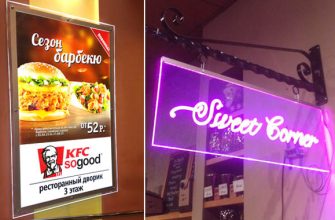 Сезон
барбекю
от 52 р.*
KFC
so good
ресторанный дворик
3 этаж
Sweet Corner